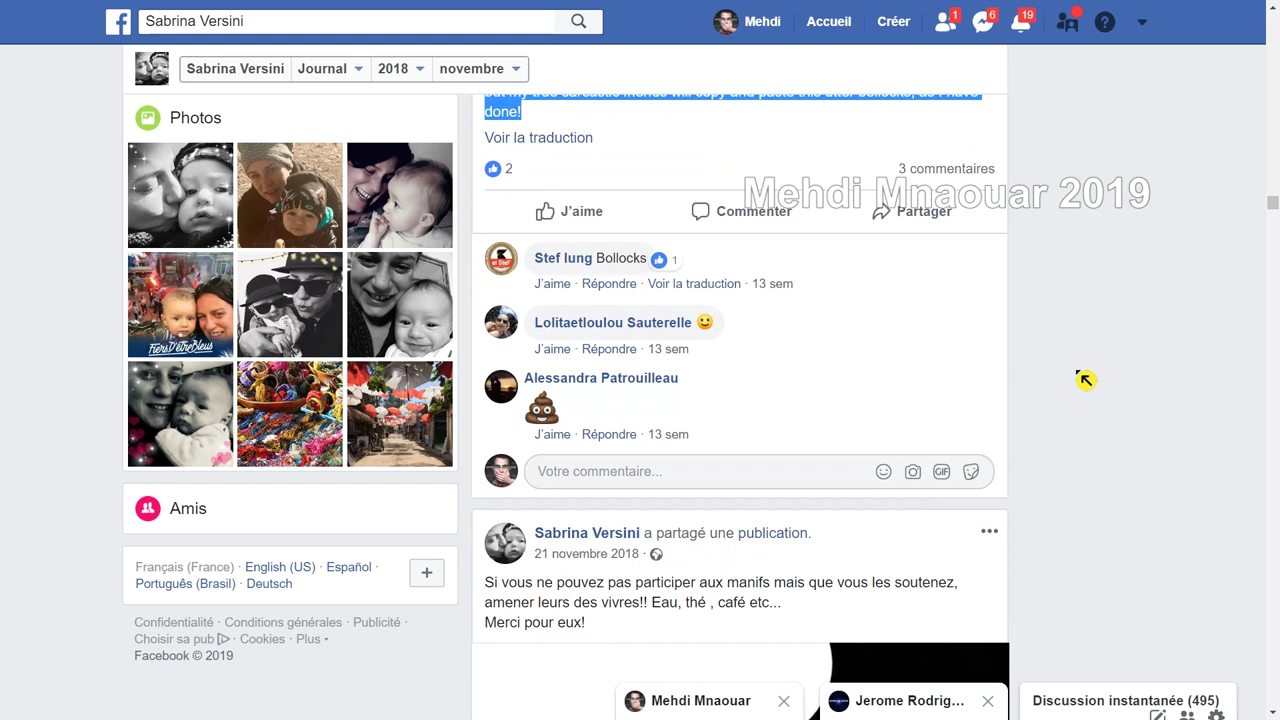 Sabrina Versini
Mehdi Accueil Créer 1 6 19
Sabrina Versini Journal 2018 novembre
Photos
done!
Voir la traduction
2 3 commentaires
Mehdi Mnaouar 2019
J'aime Commenter Partager
Stef lung Bollocks 1
J'aime · Répondre · Voir la traduction · 13 sem
Lolitaetloulou Sauterelle
J'aime · Répondre · 13 sem
Alessandra Patrouilleau
J'aime · Répondre · 13 sem
Votre commentaire... GIF
FIERS D'ÊTRE BLEUS
Amis
Français (France) · English (US) · Español ·
Português (Brasil) · Deutsch
Confidentialité · Conditions générales · Publicité ·
Choisir sa pub · Cookies · Plus
Facebook © 2019
Sabrina Versini a partagé une publication.
21 novembre 2018 ·
Si vous ne pouvez pas participer aux manifs mais que vous les soutenez,
amener leurs des vivres!! Eau, thé , café etc...
Merci pour eux!
Mehdi Mnaouar
Jerome Rodrig...
Discussion instantanée (495)